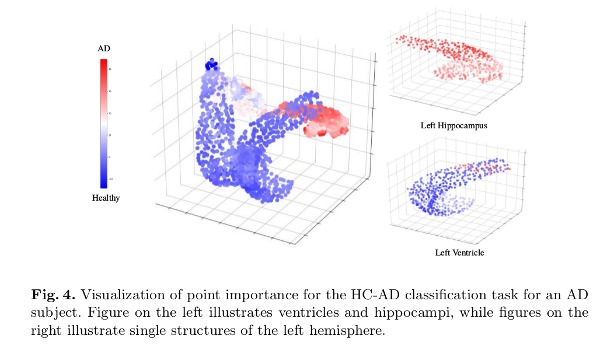 AD
Healthy
Left Hippocampus
Left Ventricle
Fig. 4. Visualization of point importance for the HC-AD classification task for an AD
subject. Figure on the left illustrates ventricles and hippocampi, while figures on the
right illustrate single structures of the left hemisphere.